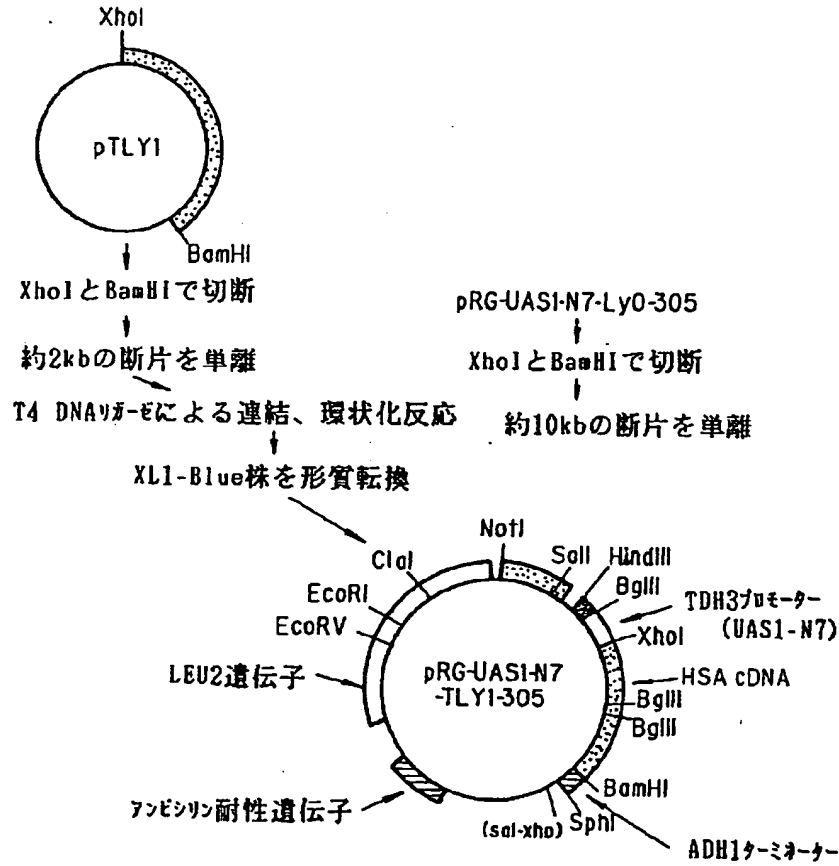 XhoI
pTLY1
BamHI
XhoIとBamHIで切断
約2kbの断片を単離
pRG-UAS1-N7-LyO-305
XhoIとBamHIで切断
約10kbの断片を単離
T4 DNAリガーゼによる連結、環状化反応
XL1-Blue株を形質転換
NotI
SalI
HindIII
BglII
TDH3プロモーター
(UAS1-N7)
XhoI
HSA cDNA
BglII
BglII
BamHI
SphI
(sal-xho)
ADH1ターミネーター
ClaI
EcoRI
EcoRV
LEU2遺伝子
pRG-UAS1-N7
-TLY1-305
アンピシリン耐性遺伝子